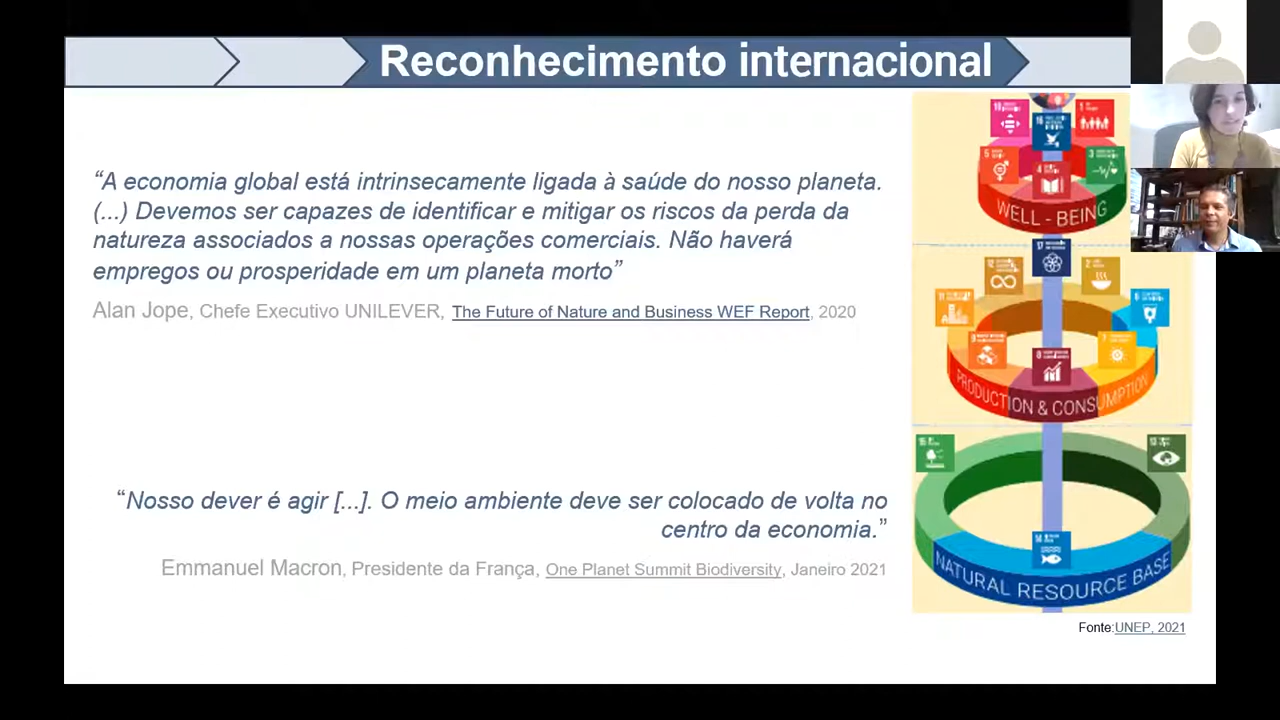 Reconhecimento internacional
“A economia global está intrinsecamente ligada à saúde do nosso planeta.
(...) Devemos ser capazes de identificar e mitigar os riscos da perda da
natureza associados a nossas operações comerciais. Não haverá
empregos ou prosperidade em um planeta morto”
Alan Jope, Chefe Executivo UNILEVER, The Future of Nature and Business WEF Report, 2020
“Nosso dever é agir [...]. O meio ambiente deve ser colocado de volta no
centro da economia.”
Emmanuel Macron, Presidente da França, One Planet Summit Biodiversity, Janeiro 2021
WELL - BEING
PRODUCTION & CONSUMPTION
NATURAL RESOURCE BASE
Fonte:UNEP, 2021